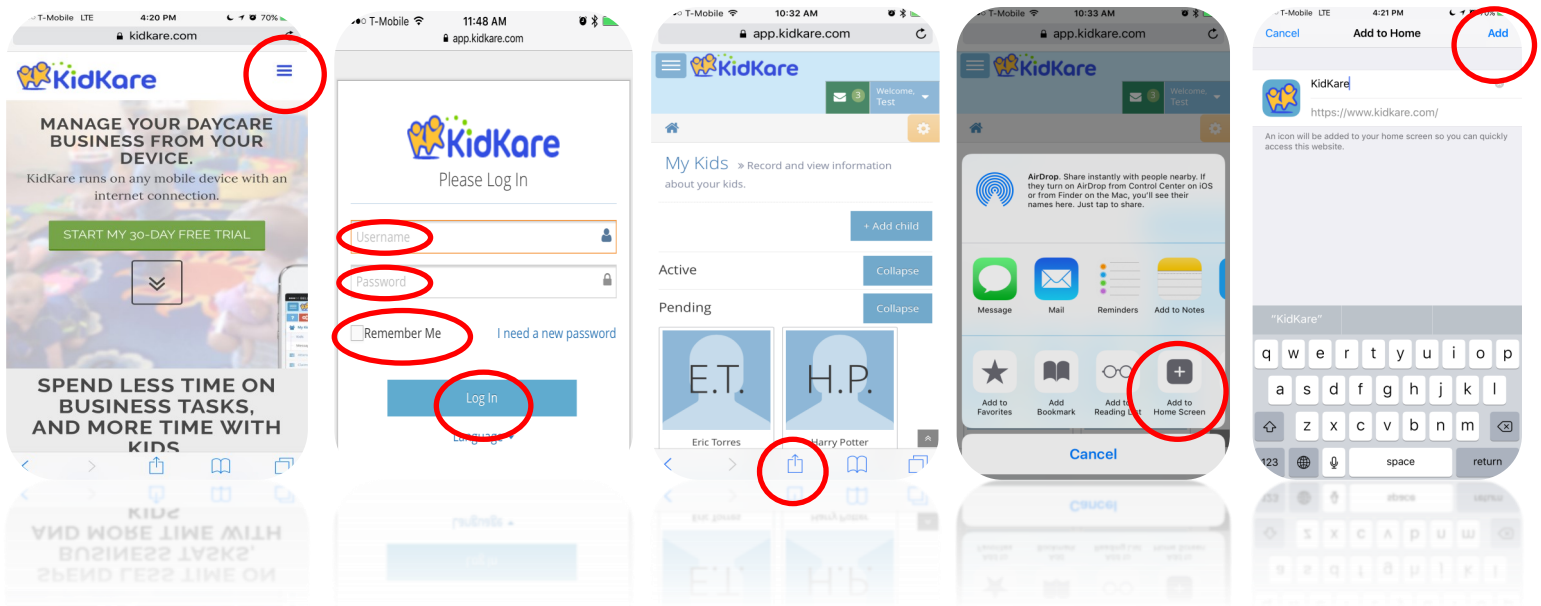 T-Mobile LTE 4:20 PM 70%
kidkare.com
KidKare
MANAGE YOUR DAYCARE
BUSINESS FROM YOUR
DEVICE.
KidKare runs on any mobile device with an
internet connection.
START MY 30-DAY FREE TRIAL
SPEND LESS TIME ON
BUSINESS TASKS,
AND MORE TIME WITH
KIDS
T-Mobile 11:48 AM
app.kidkare.com
KidKare
Please Log In
Username
Password
Remember Me I need a new password
Log In
Language
T-Mobile 10:32 AM
app.kidkare.com
KidKare
3 Welcome,
Test
My Kids » Record and view information
about your kids.
+ Add child
Active Collapse
Pending Collapse
E.T. H.P.
Eric Torres Harry Potter
T-Mobile 10:33 AM
app.kidkare.com
KidKare
3 Welcome,
Test
AirDrop. Share instantly with people nearby. If
they turn on AirDrop from Control Center on iOS
or from Finder on the Mac, you'll see their
names here. Just tap to share.
Message Mail Reminders Add to Notes
Add to
Favorites
Add
Bookmark
Add to
Reading List
Add to
Home Screen
Cancel
T-Mobile LTE 4:21 PM 70%
Cancel Add to Home Add
KidKare
https://www.kidkare.com/
An icon will be added to your home screen so you can quickly
access this website.
"KidKare"
q w e r t y u i o p
a s d f g h j k l
z x c v b n m
123 space return